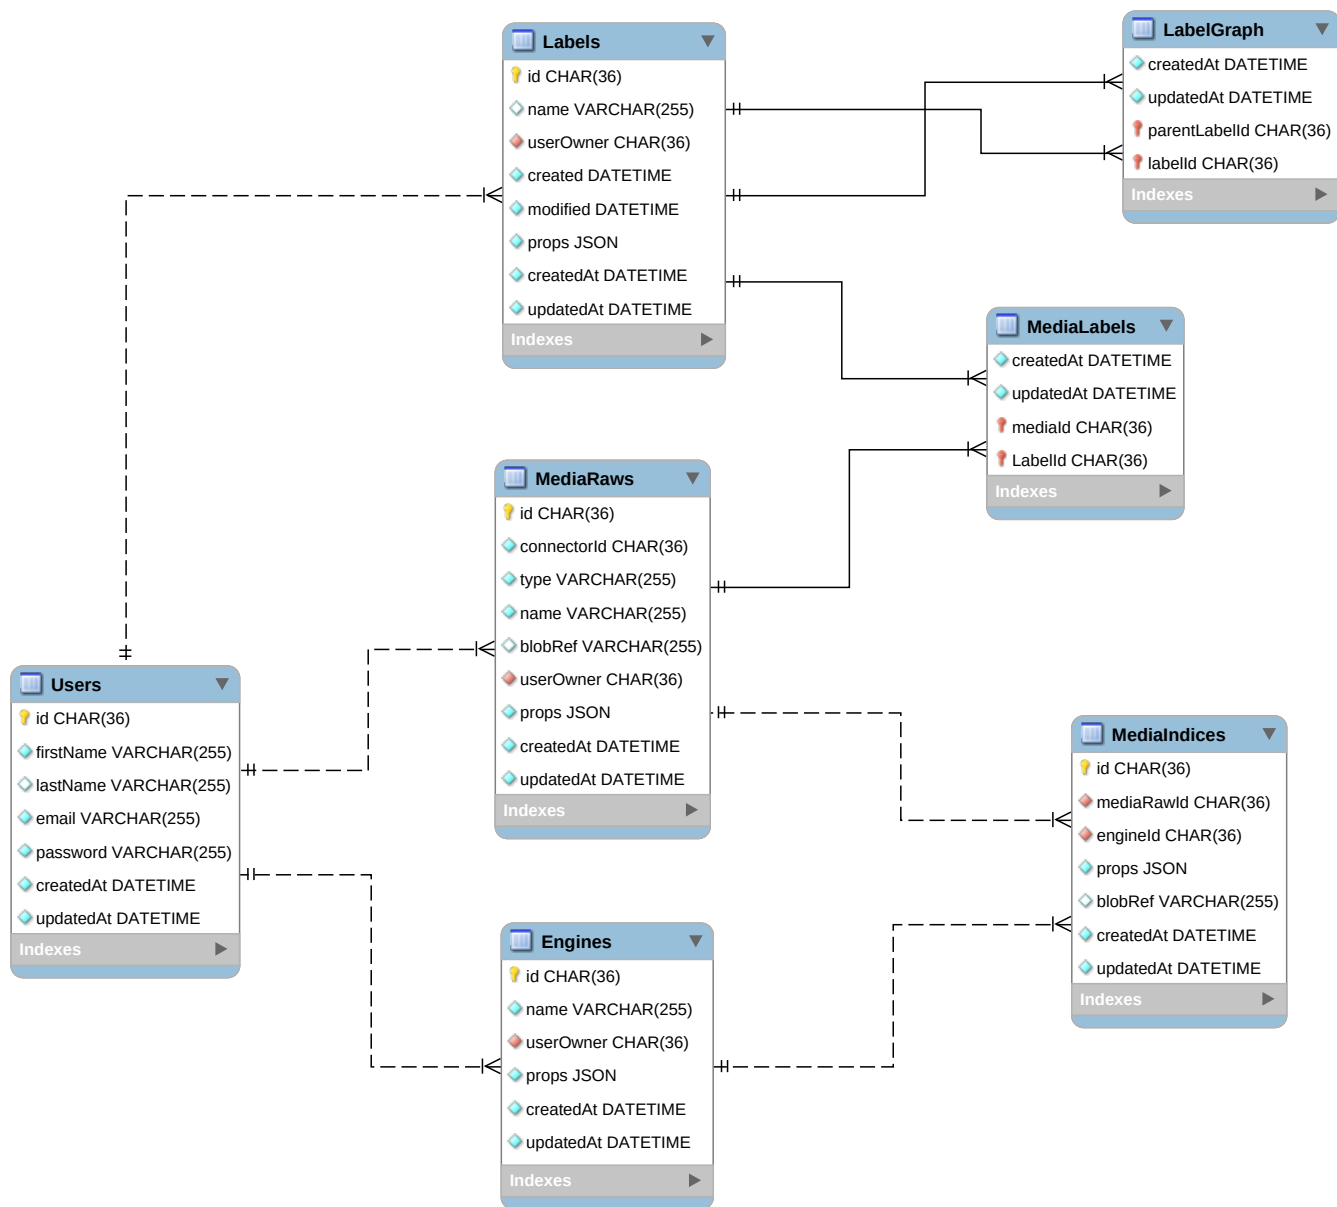 Labels
id CHAR(36)
name VARCHAR(255)
userOwner CHAR(36)
created DATETIME
modified DATETIME
props JSON
createdAt DATETIME
updatedAt DATETIME
Indexes
LabelGraph
createdAt DATETIME
updatedAt DATETIME
parentLabelId CHAR(36)
labelId CHAR(36)
Indexes
MediaLabels
createdAt DATETIME
updatedAt DATETIME
mediaId CHAR(36)
LabelId CHAR(36)
Indexes
MediaRaws
id CHAR(36)
connectorId CHAR(36)
type VARCHAR(255)
name VARCHAR(255)
blobRef VARCHAR(255)
userOwner CHAR(36)
props JSON
createdAt DATETIME
updatedAt DATETIME
Indexes
Users
id CHAR(36)
firstName VARCHAR(255)
lastName VARCHAR(255)
email VARCHAR(255)
password VARCHAR(255)
createdAt DATETIME
updatedAt DATETIME
Indexes
MediaIndices
id CHAR(36)
mediaRawId CHAR(36)
engineId CHAR(36)
props JSON
blobRef VARCHAR(255)
createdAt DATETIME
updatedAt DATETIME
Indexes
Engines
id CHAR(36)
name VARCHAR(255)
userOwner CHAR(36)
props JSON
createdAt DATETIME
updatedAt DATETIME
Indexes